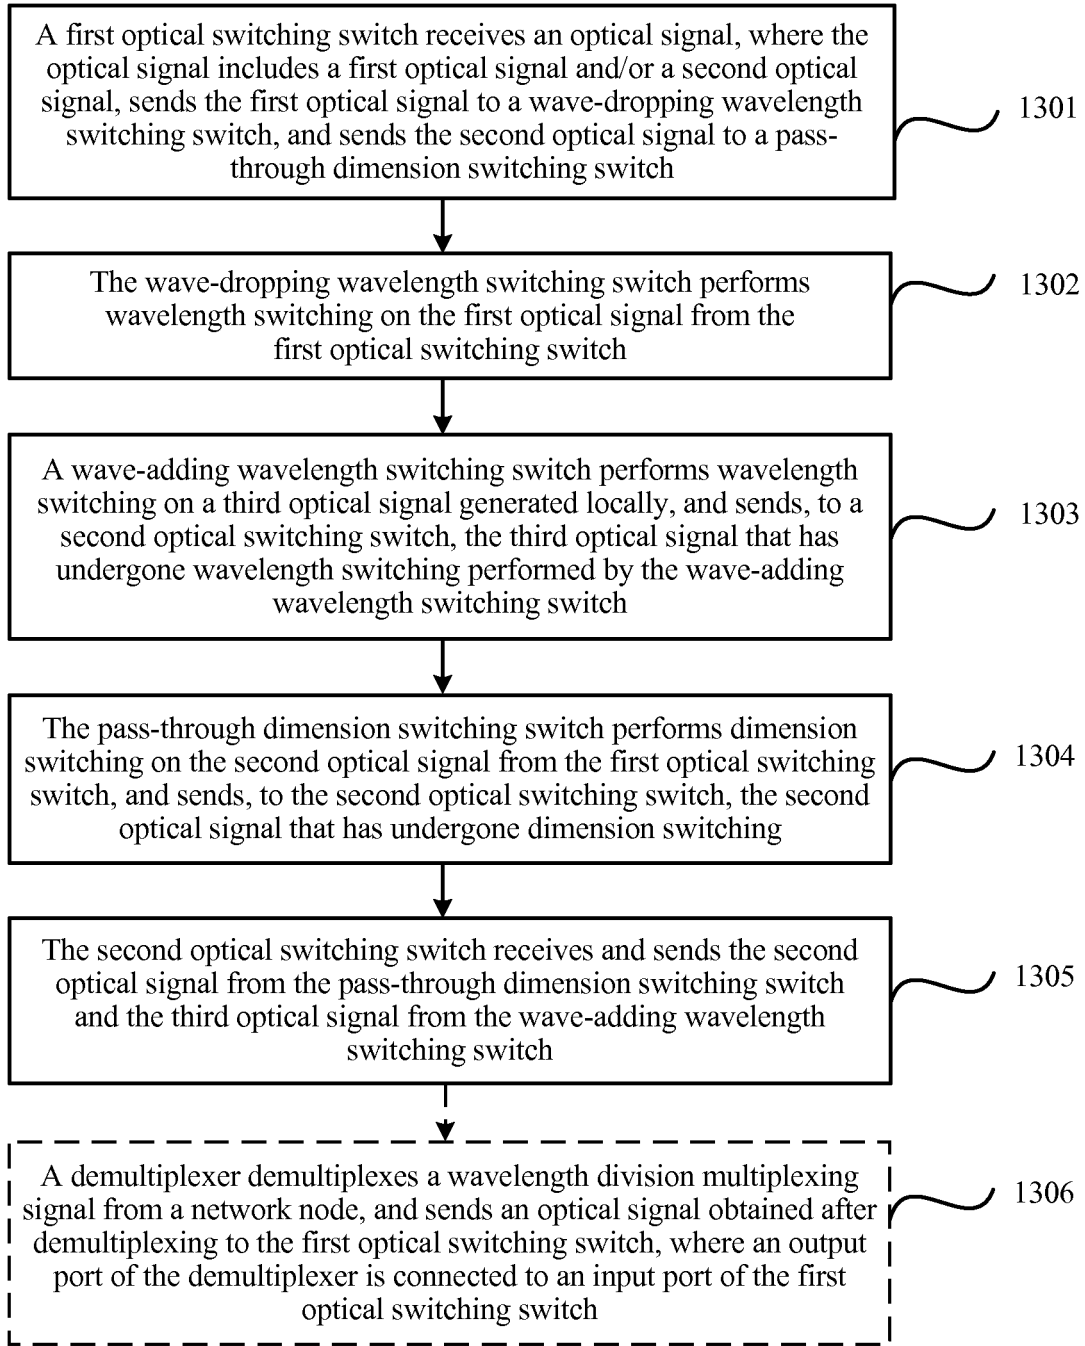 A first optical switching switch receives an optical signal, where the
optical signal includes a first optical signal and/or a second optical
signal, sends the first optical signal to a wave-dropping wavelength
switching switch, and sends the second optical signal to a pass-
through dimension switching switch
1301
The wave-dropping wavelength switching switch performs
wavelength switching on the first optical signal from the
first optical switching switch
1302
A wave-adding wavelength switching switch performs wavelength
switching on a third optical signal generated locally, and sends, to a
second optical switching switch, the third optical signal that has
undergone wavelength switching performed by the wave-adding
wavelength switching switch
1303
The pass-through dimension switching switch performs dimension
switching on the second optical signal from the first optical switching
switch, and sends, to the second optical switching switch, the second
optical signal that has undergone dimension switching
1304
The second optical switching switch receives and sends the second
optical signal from the pass-through dimension switching switch
and the third optical signal from the wave-adding wavelength
switching switch
1305
A demultiplexer demultiplexes a wavelength division multiplexing
signal from a network node, and sends an optical signal obtained after
demultiplexing to the first optical switching switch, where an output
port of the demultiplexer is connected to an input port of the first
optical switching switch
1306